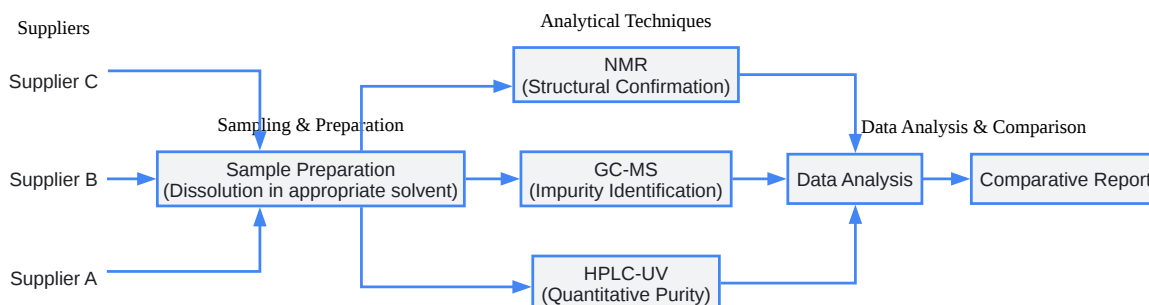 Suppliers
Analytical Techniques
Supplier C
NMR
(Structural Confirmation)
Sampling & Preparation
Data Analysis & Comparison
Supplier B
Sample Preparation
(Dissolution in appropriate solvent)
GC-MS
(Impurity Identification)
Data Analysis
Comparative Report
Supplier A
HPLC-UV
(Quantitative Purity)